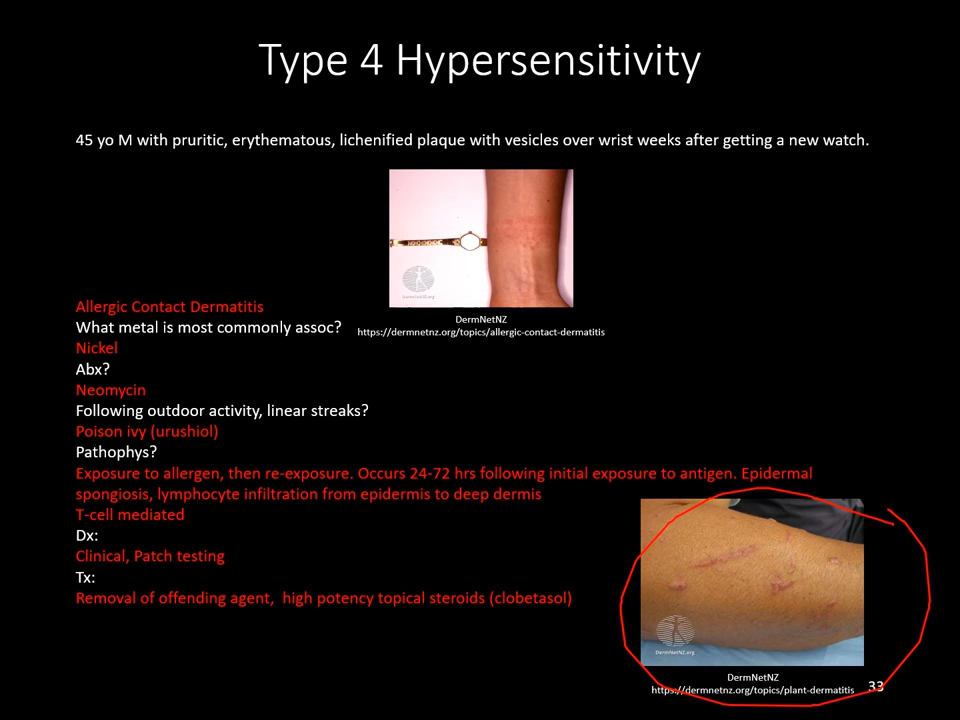 Type 4 Hypersensitivity
45 yo M with pruritic, erythematous, lichenified plaque with vesicles over wrist weeks after getting a new watch.
DermNetNZ.org
DermNetNZ
https://dermnetnz.org/topics/allergic-contact-dermatitis
Allergic Contact Dermatitis
What metal is most commonly assoc?
Nickel
Abx?
Neomycin
Following outdoor activity, linear streaks?
Poison ivy (urushiol)
Pathophys?
Exposure to allergen, then re-exposure. Occurs 24-72 hrs following initial exposure to antigen. Epidermal
spongiosis, lymphocyte infiltration from epidermis to deep dermis
T-cell mediated
Dx:
Clinical, Patch testing
Tx:
Removal of offending agent, high potency topical steroids (clobetasol)
DermNetNZ.org
DermNetNZ
https://dermnetnz.org/topics/plant-dermatitis
33